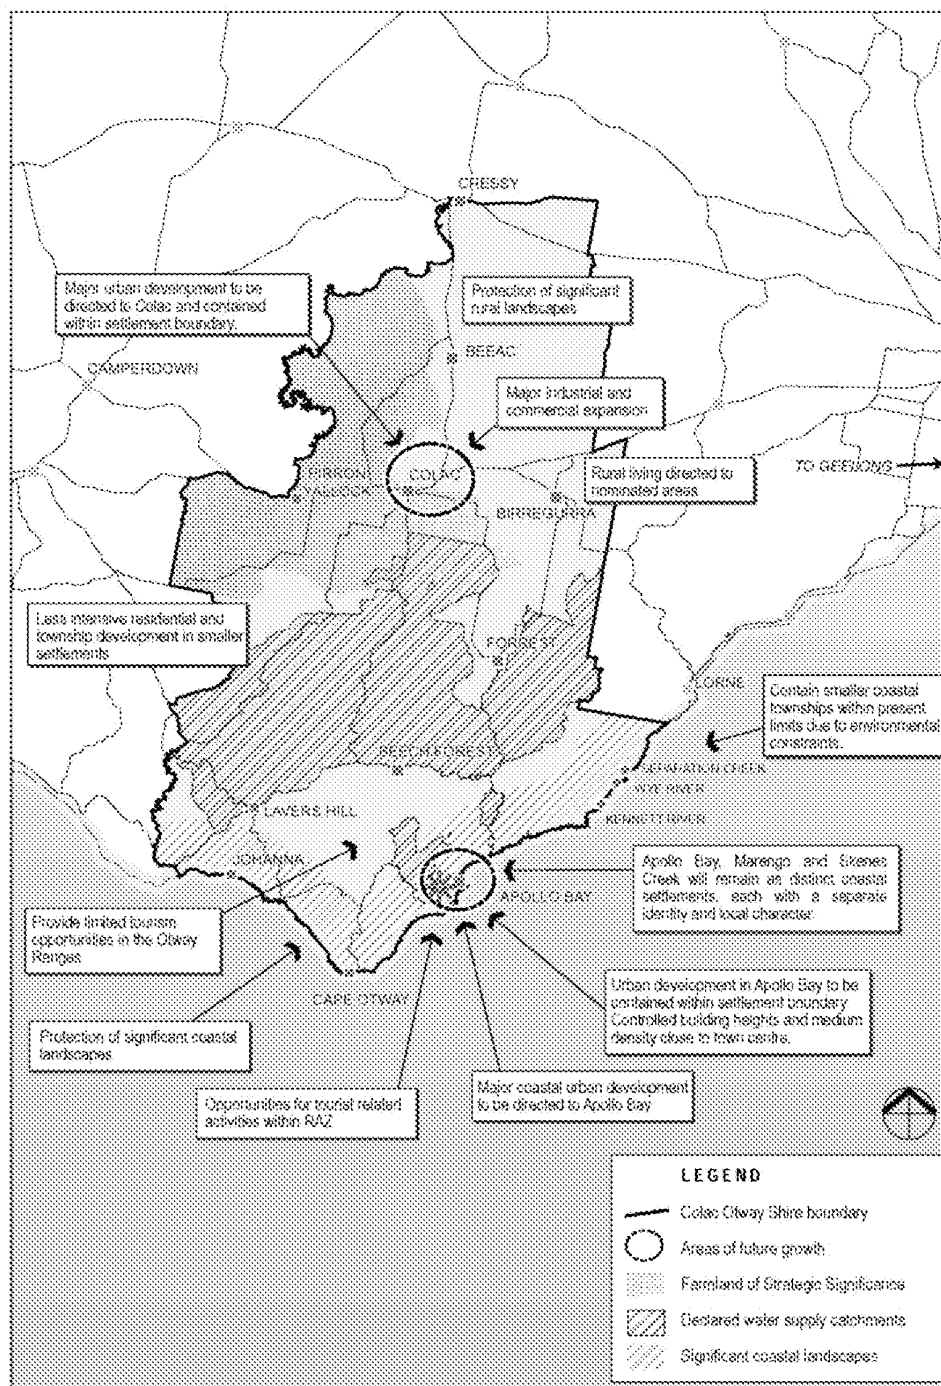 CRESSY
Major urban development to be
directed to Colac and contained
within settlement boundary.
Protection of significant
rural landscapes
BEEAC
CAMPERDOWN
Major industrial and
commercial expansion
PIRRON
YALLOCK
COLAC
Rural living directed to
nominated areas
TO GEELONG
BIRREGURRA
Less intensive residential and
township development in smaller
settlements
FORREST
LORNE
Contain smaller coastal
townships within present
limits due to environmental
constraints.
BEECH FOREST
SEPARATION CREEK
WYE RIVER
LAVERS HILL
KENNETT RIVER
JOHANNA
Apollo Bay, Marengo and Skenes
Creek will remain as distinct coastal
settlements, each with a separate
identity and local character
APOLLO BAY
Provide limited tourism
opportunities in the Otway
Ranges
CAPE OTWAY
Urban development in Apollo Bay to be
contained within settlement boundary
Controlled building heights and medium
density close to town centre.
Protection of significant coastal
landscapes
Opportunities for tourist related
activities within RAZ
Major coastal urban development
to be directed to Apollo Bay
LEGEND
Colac Otway Shire boundary
Areas of future growth
Farmland of Strategic Significance
Declared water supply catchments
Significant coastal landscapes